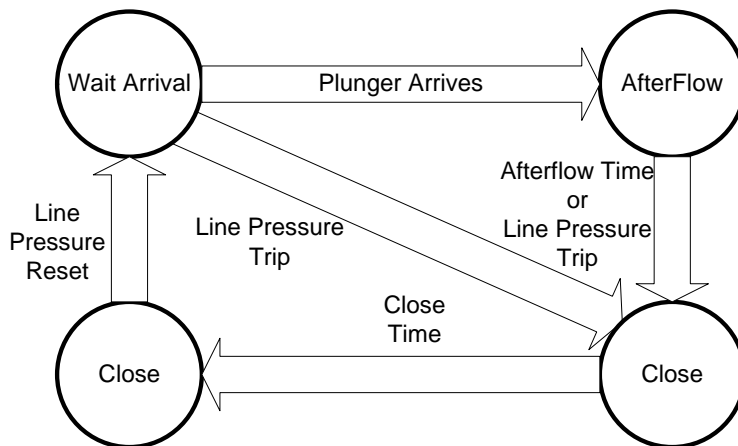 Wait Arrival
Plunger Arrives
AfterFlow
Afterflow Time
or
Line Pressure
Trip
Line
Pressure
Reset
Line Pressure
Trip
Close
Time
Close
Close